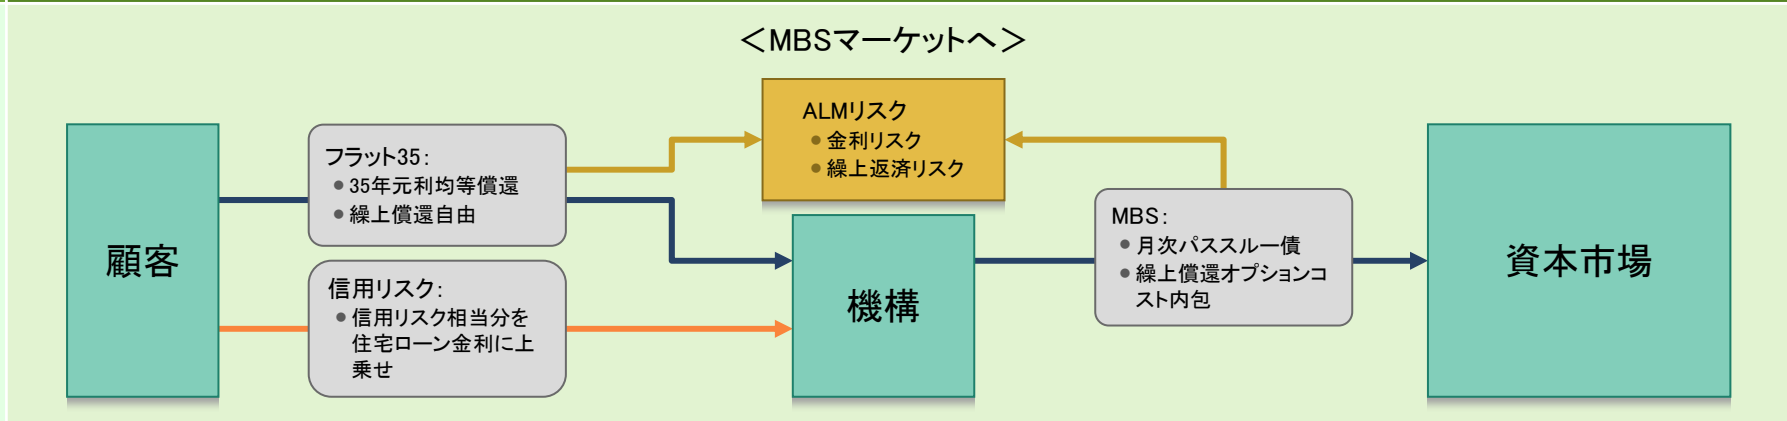 ＜MBSマーケットへ＞
顧客
フラット35：
● 35年元利均等償還
● 繰上償還自由
信用リスク：
● 信用リスク相当分を
住宅ローン金利に上
乗せ
ALMリスク
● 金利リスク
● 繰上返済リスク
機構
MBS：
● 月次パススルー債
● 繰上償還オプションコ
スト内包
資本市場